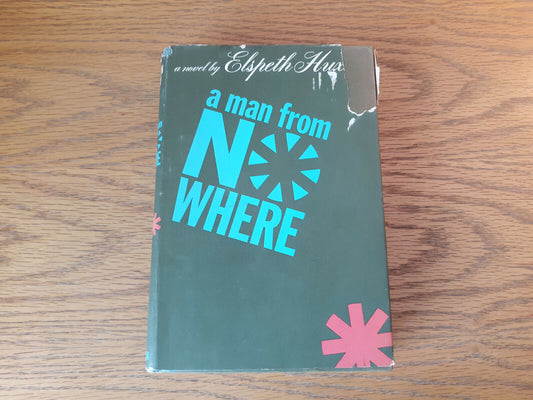 a novel by Elspeth Hux
a man from
NO
WHERE